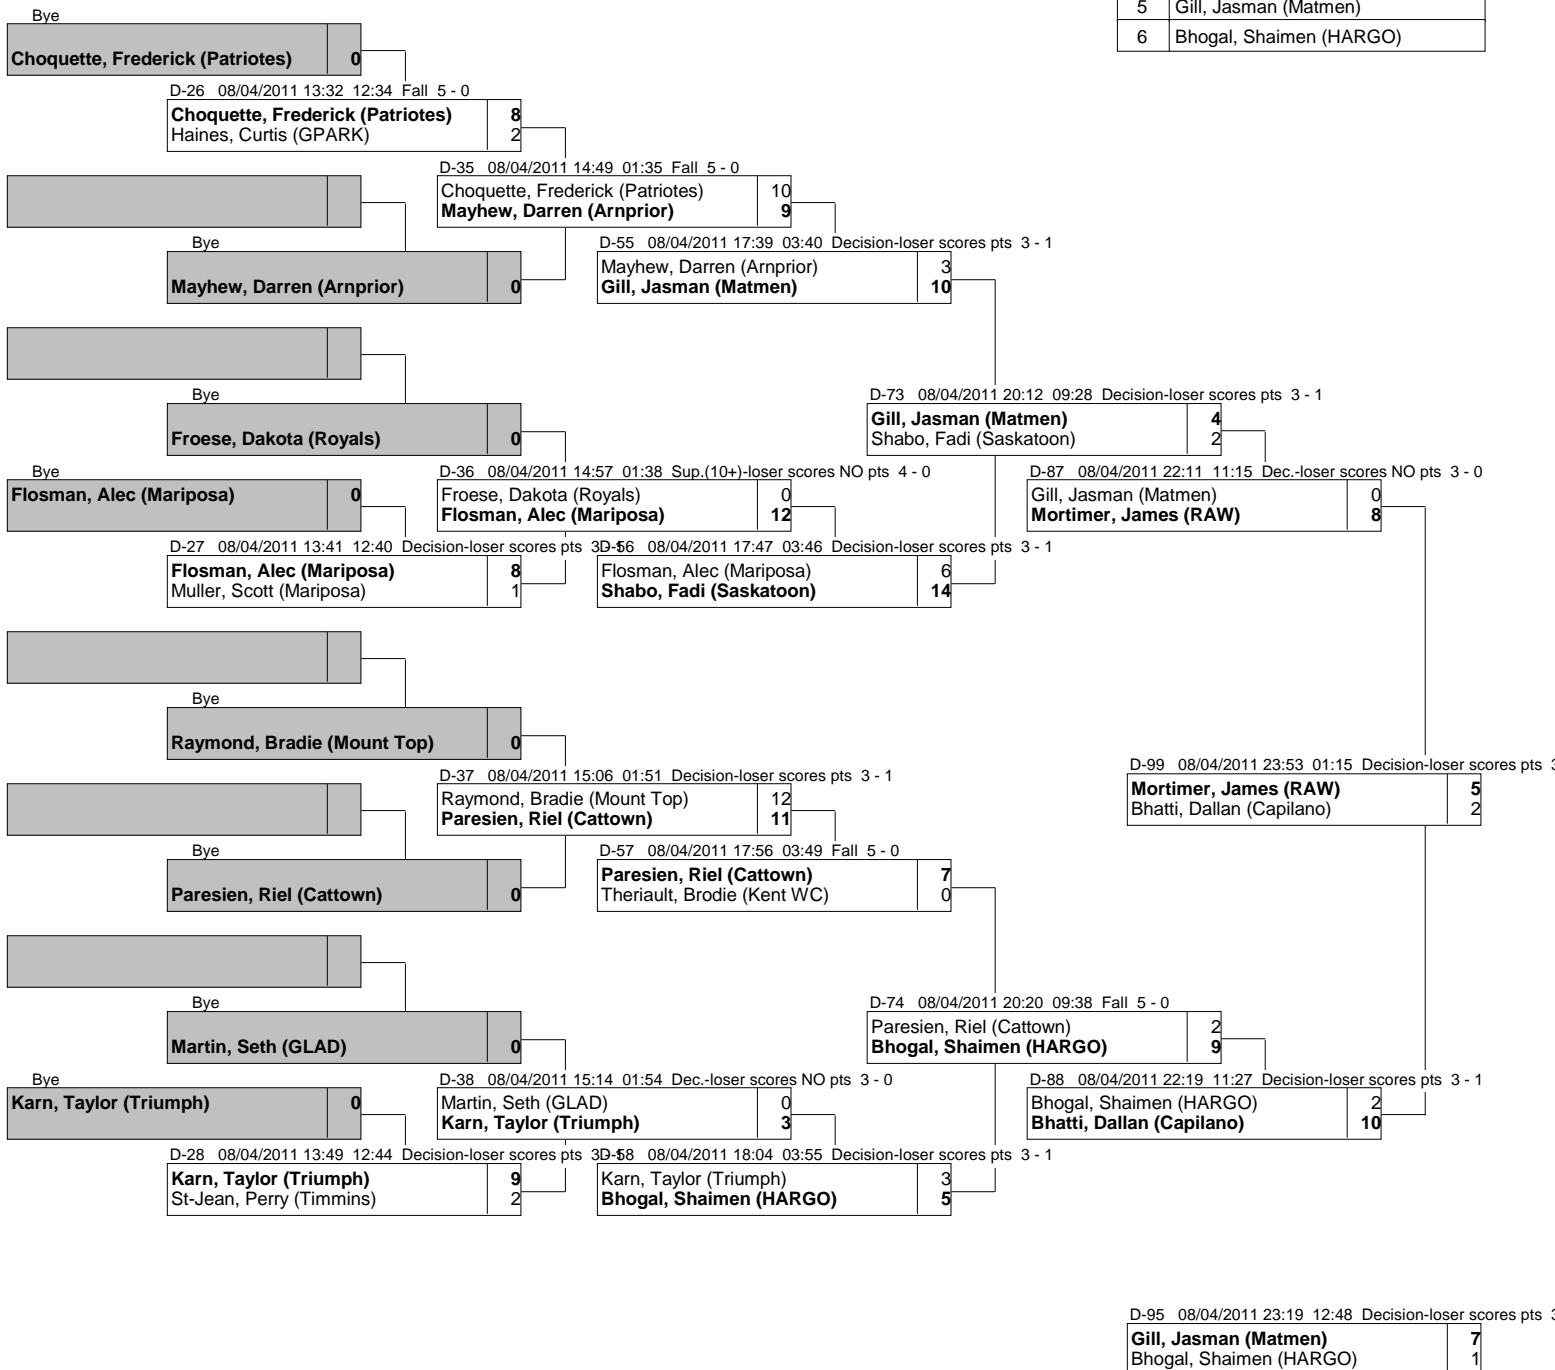 5 Gill, Jasman (Matmen)
6 Bhogal, Shaimen (HARGO)
Bye
Choquette, Frederick (Patriotes) 0
D-26 08/04/2011 13:32 12:34 Fall 5 - 0
Choquette, Frederick (Patriotes) 8
Haines, Curtis (GPARK) 2
D-35 08/04/2011 14:49 01:35 Fall 5 - 0
Choquette, Frederick (Patriotes) 10
Mayhew, Darren (Arnprior) 9
Bye
Mayhew, Darren (Arnprior) 0
D-55 08/04/2011 17:39 03:40 Decision-loser scores pts 3 - 1
Mayhew, Darren (Arnprior) 3
Gill, Jasman (Matmen) 10
Bye
Froese, Dakota (Royals) 0
D-73 08/04/2011 20:12 09:28 Decision-loser scores pts 3 - 1
Gill, Jasman (Matmen) 4
Shabo, Fadi (Saskatoon) 2
Bye
Flosman, Alec (Mariposa) 0
D-36 08/04/2011 14:57 01:38 Sup.(10+)-loser scores NO pts 4 - 0
Froese, Dakota (Royals) 0
Flosman, Alec (Mariposa) 12
D-87 08/04/2011 22:11 11:15 Dec.-loser scores NO pts 3 - 0
Gill, Jasman (Matmen) 0
Mortimer, James (RAW) 8
D-27 08/04/2011 13:41 12:40 Decision-loser scores pts 3 - 1
Flosman, Alec (Mariposa) 8
Muller, Scott (Mariposa) 1
D-56 08/04/2011 17:47 03:46 Decision-loser scores pts 3 - 1
Flosman, Alec (Mariposa) 6
Shabo, Fadi (Saskatoon) 14
Bye
Raymond, Bradie (Mount Top) 0
D-37 08/04/2011 15:06 01:51 Decision-loser scores pts 3 - 1
Raymond, Bradie (Mount Top) 12
Paresien, Riel (Cattown) 11
D-99 08/04/2011 23:53 01:15 Decision-loser scores pts
Mortimer, James (RAW) 5
Bhatti, Dallan (Capilano) 2
Bye
Paresien, Riel (Cattown) 0
D-57 08/04/2011 17:56 03:49 Fall 5 - 0
Paresien, Riel (Cattown) 7
Theriault, Brodie (Kent WC) 0
Bye
Martin, Seth (GLAD) 0
D-74 08/04/2011 20:20 09:38 Fall 5 - 0
Paresien, Riel (Cattown) 2
Bhogal, Shaimen (HARGO) 9
Bye
Karn, Taylor (Triumph) 0
D-38 08/04/2011 15:14 01:54 Dec.-loser scores NO pts 3 - 0
Martin, Seth (GLAD) 0
Karn, Taylor (Triumph) 3
D-88 08/04/2011 22:19 11:27 Decision-loser scores pts 3 - 1
Bhogal, Shaimen (HARGO) 2
Bhatti, Dallan (Capilano) 10
D-28 08/04/2011 13:49 12:44 Decision-loser scores pts 3 - 1
Karn, Taylor (Triumph) 9
St-Jean, Perry (Timmins) 2
D-58 08/04/2011 18:04 03:55 Decision-loser scores pts 3 - 1
Karn, Taylor (Triumph) 3
Bhogal, Shaimen (HARGO) 5
D-95 08/04/2011 23:19 12:48 Decision-loser scores pts
Gill, Jasman (Matmen) 7
Bhogal, Shaimen (HARGO) 1